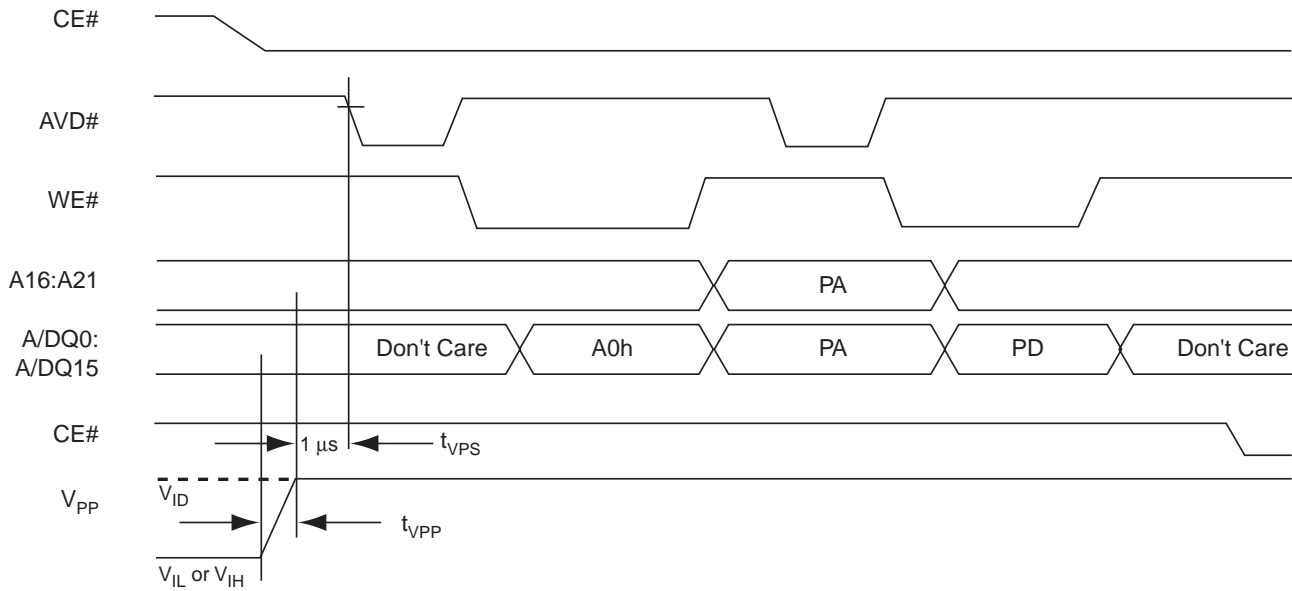 CE#
AVD#
WE#
A16:A21
PA
A/DQ0:
A/DQ15
Don't Care
A0h
PA
PD
Don't Care
CE#
1 μs
tVPS
VPP
VID
tVPP
VIL or VIH